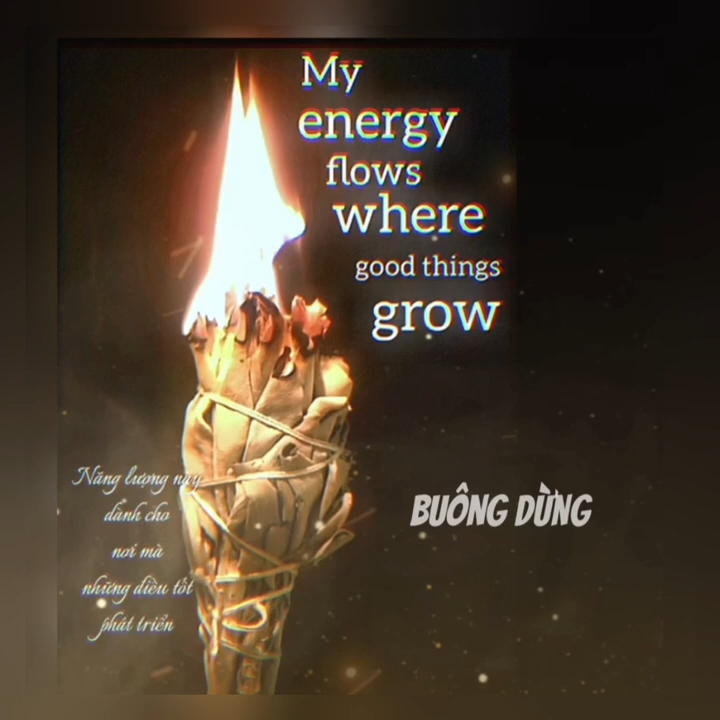 My
energy
flows
where
good things
grow
Năng lượng này
dành cho
nơi mà
những điều tốt
phát triển
BUÔNG DỪNG